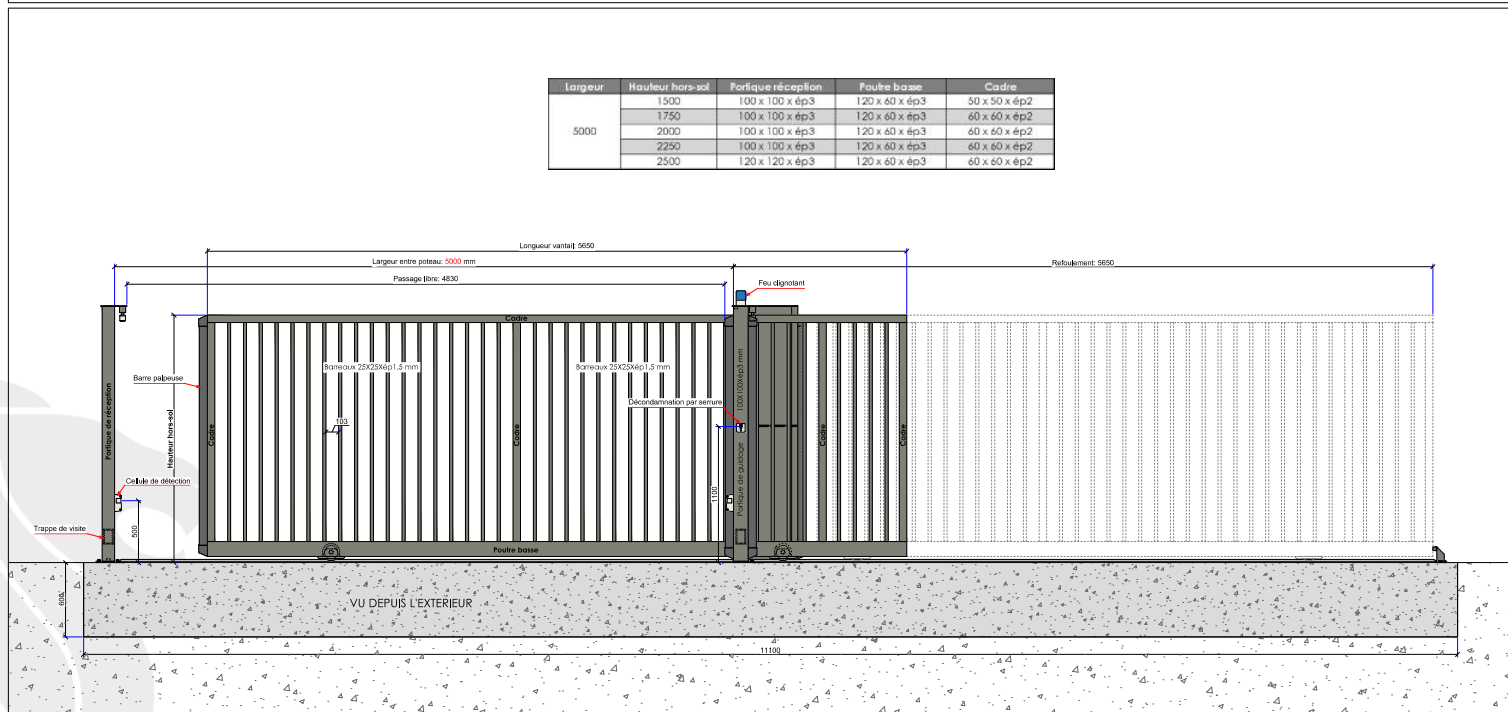 Largeur Hauteur hors-sol Portique réception Poutre basse Cadre
5000
1500 100 x 100 x ép3 120 x 60 x ép3 50 x 50 x ép2
1750 100 x 100 x ép3 120 x 60 x ép3 60 x 60 x ép2
2000 100 x 100 x ép3 120 x 60 x ép3 60 x 60 x ép2
2250 100 x 100 x ép3 120 x 60 x ép3 60 x 60 x ép2
2500 120 x 120 x ép3 120 x 60 x ép3 60 x 60 x ép2
Longueur vantail: 5650
Largeur entre poteau: 5000 mm
Refoulement: 5650
Passage libre: 4830
Feu clignotant
Cadre
Barreaux 25X25Xép1,5 mm
Barreaux 25X25Xép1,5 mm
Barre palpeuse
Portique de réception
Hauteur hors-sol
Cadre
103
Cadre
Décondamnation par serrure
100X100Xép3 mm
Portique de guidage
Cadre
Cadre
Cellule de détection
1100
Trappe de visite
500
Poutre basse
600
VU DEPUIS L'EXTERIEUR
11100